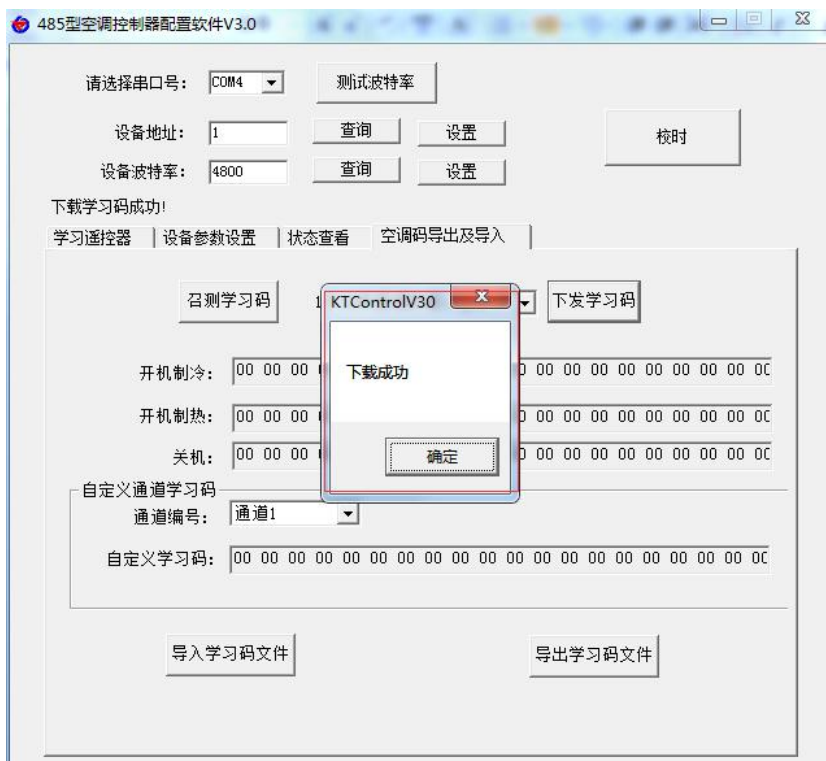 485型空调控制器配置软件V3.0
请选择串口号： COM4 测试波特率
设备地址： 1 查询 设置 校时
设备波特率： 4800 查询 设置
下载学习码成功!
学习遥控器 设备参数设置 状态查看 空调码导出及导入
召测学习码 1 下发学习码
KTControlV30
下载成功
确定
开机制冷： 00 00 00 00 00 00 00 00 00 00 00 00
开机制热： 00 00 00 00 00 00 00 00 00 00 00 00
关机： 00 00 00 00 00 00 00 00 00 00 00 00
自定义通道学习码
通道编号： 通道1
自定义学习码： 00 00 00 00 00 00 00 00 00 00 00 00 00 00 00 00 00 00 00 00
导入学习码文件 导出学习码文件